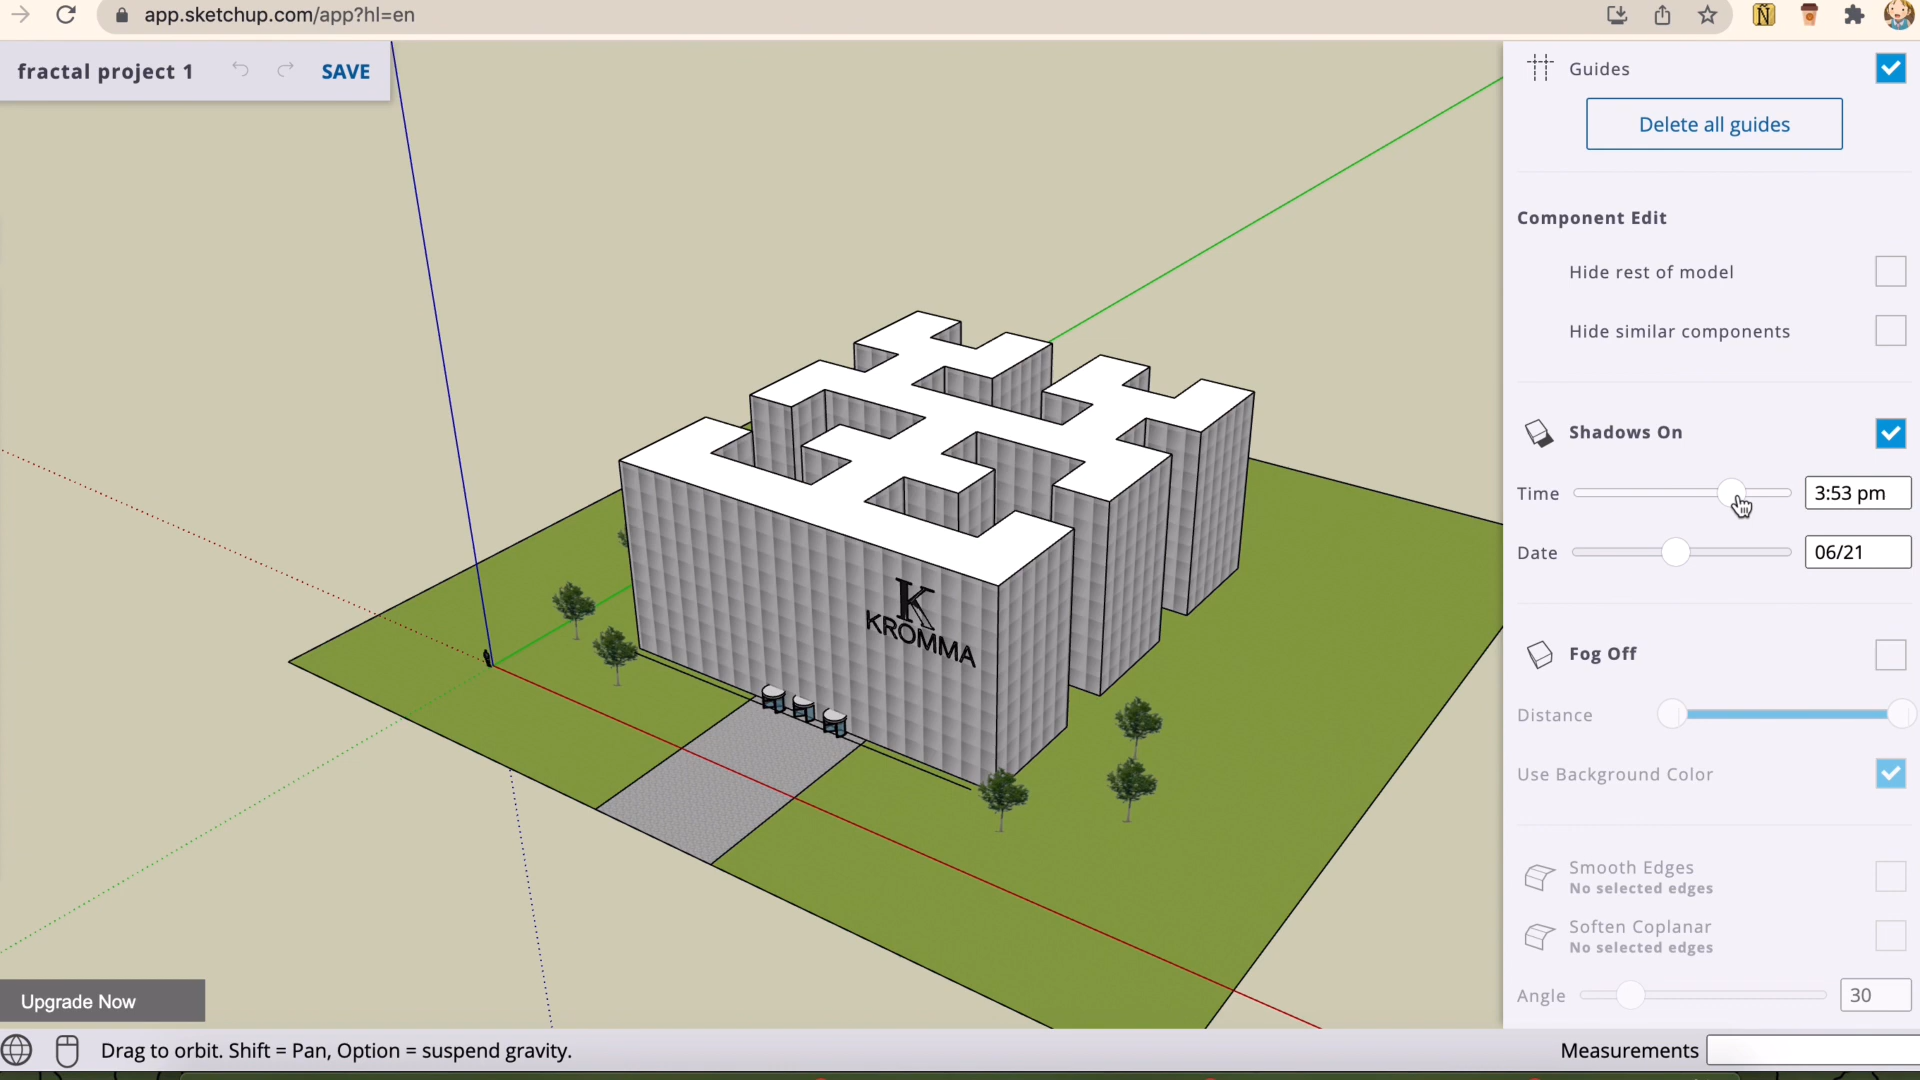 app.sketchup.com/app?hl=en
Ñ
fractal project 1
SAVE
Guides
Delete all guides
Component Edit
Hide rest of model
Hide similar components
Shadows On
Time
3:53 pm
Date
06/21
Fog Off
Distance
Use Background Color
Smooth Edges
No selected edges
Soften Coplanar
No selected edges
Angle
30
K
KROMMA
Upgrade Now
Drag to orbit. Shift = Pan, Option = suspend gravity.
Measurements